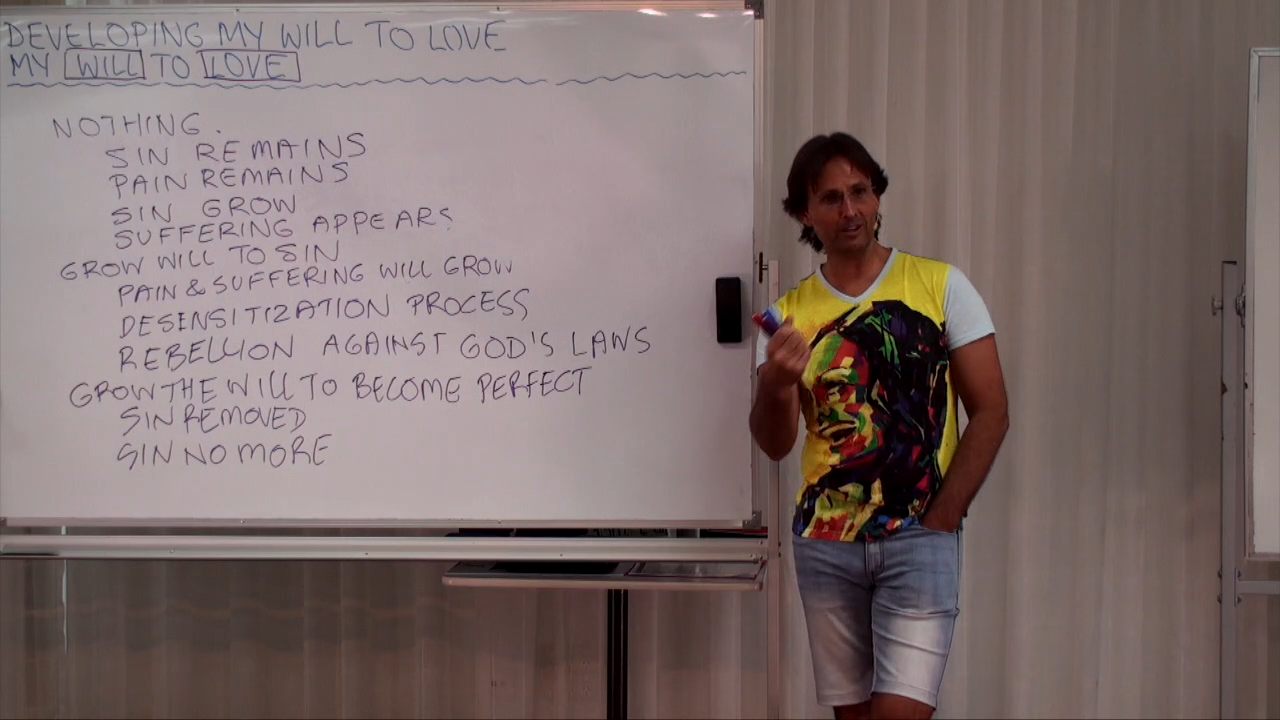 DEVELOPING MY WILL TO LOVE
MY WILL TO LOVE
NOTHING.
SIN REMAINS
PAIN REMAINS
SIN GROW
SUFFERING APPEARS
GROW WILL TO SIN
PAIN & SUFFERING WILL GROW
DESENSITIZATION PROCESS
REBELLION AGAINST GOD'S LAWS
GROW THE WILL TO BECOME PERFECT
SIN REMOVED
SIN NO MORE